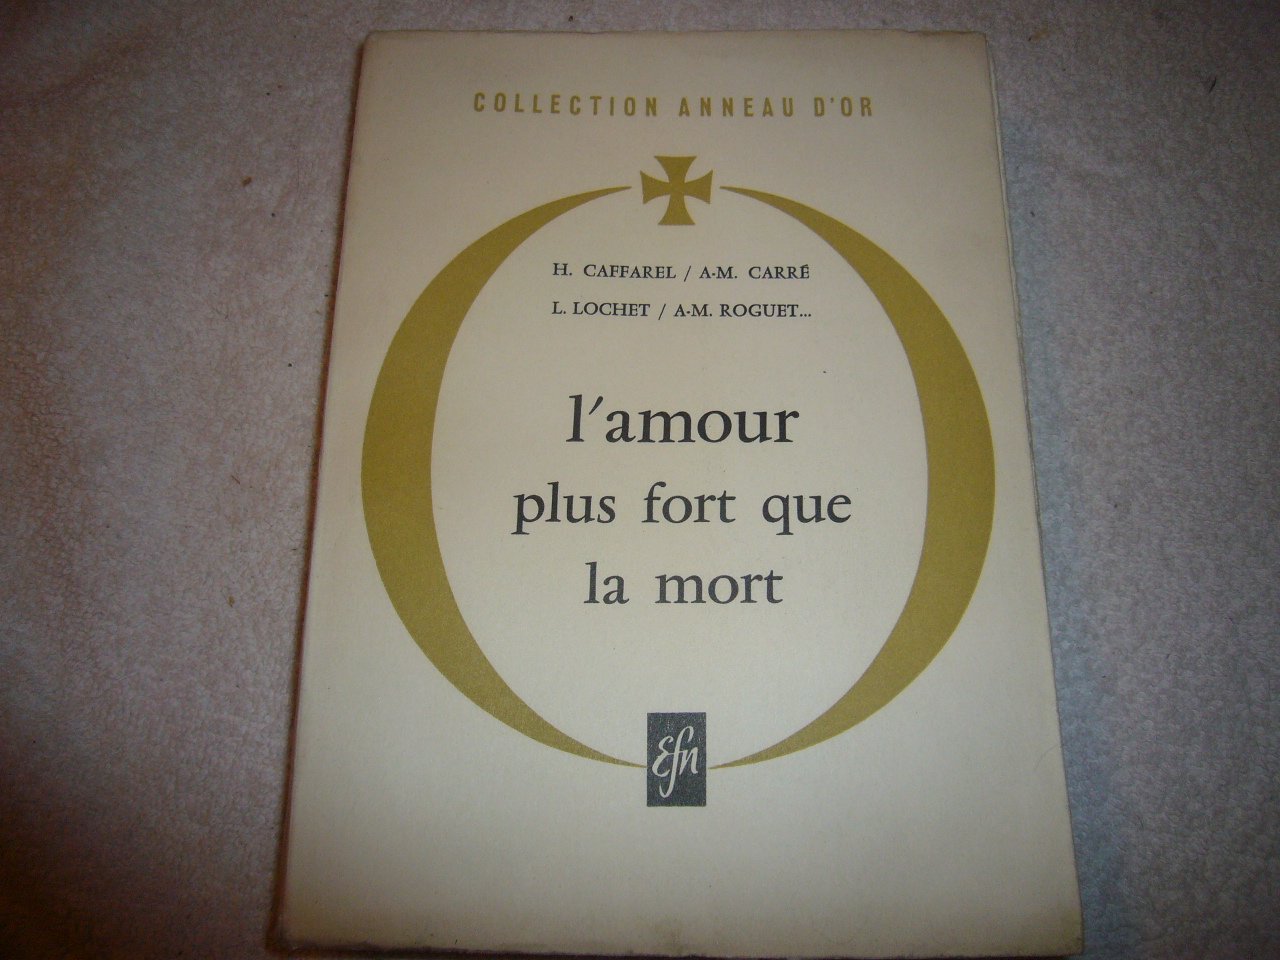 COLLECTION ANNEAU D'OR
H. CAFFAREL / A-M. CARRÉ
L. LOCHET / A-M. ROGUET...
l'amour
plus fort que
la mort
Efn